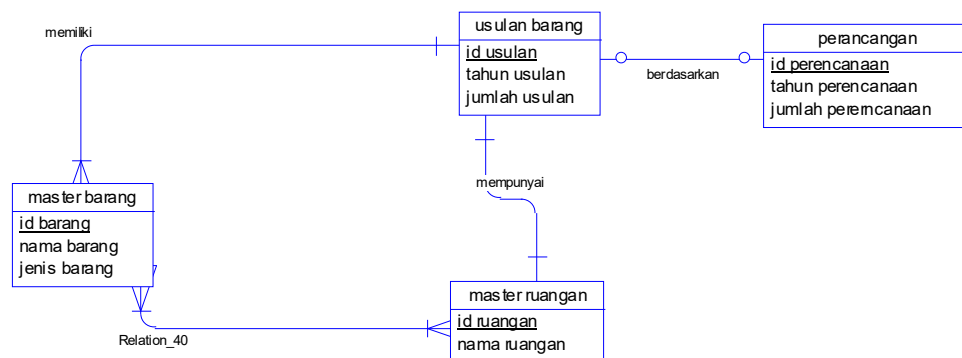 memiliki
usulan barang
id usulan
tahun usulan
jumlah usulan
berdasarkan
perancangan
id perencanaan
tahun perencanaan
jumlah pererncanaan
mempunyai
master barang
id barang
nama barang
jenis barang
Relation_40
master ruangan
id ruangan
nama ruangan